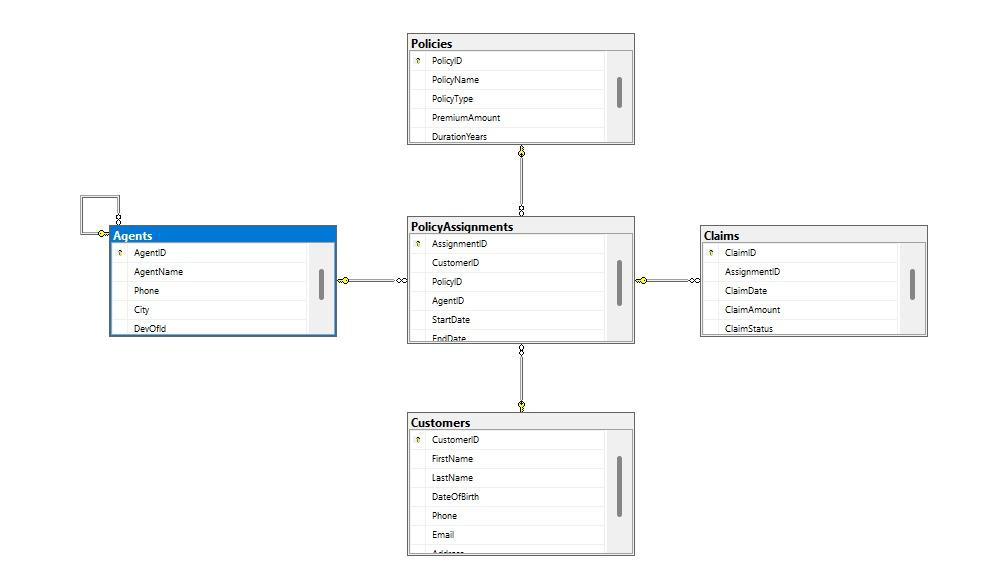 Policies
PolicyID
PolicyName
PolicyType
PremiumAmount
DurationYears
Agents
AgentID
AgentName
Phone
City
DevOfId
PolicyAssignments
AssignmentID
CustomerID
PolicyID
AgentID
StartDate
EndDate
Claims
ClaimID
AssignmentID
ClaimDate
ClaimAmount
ClaimStatus
Customers
CustomerID
FirstName
LastName
DateOfBirth
Phone
Email
Address